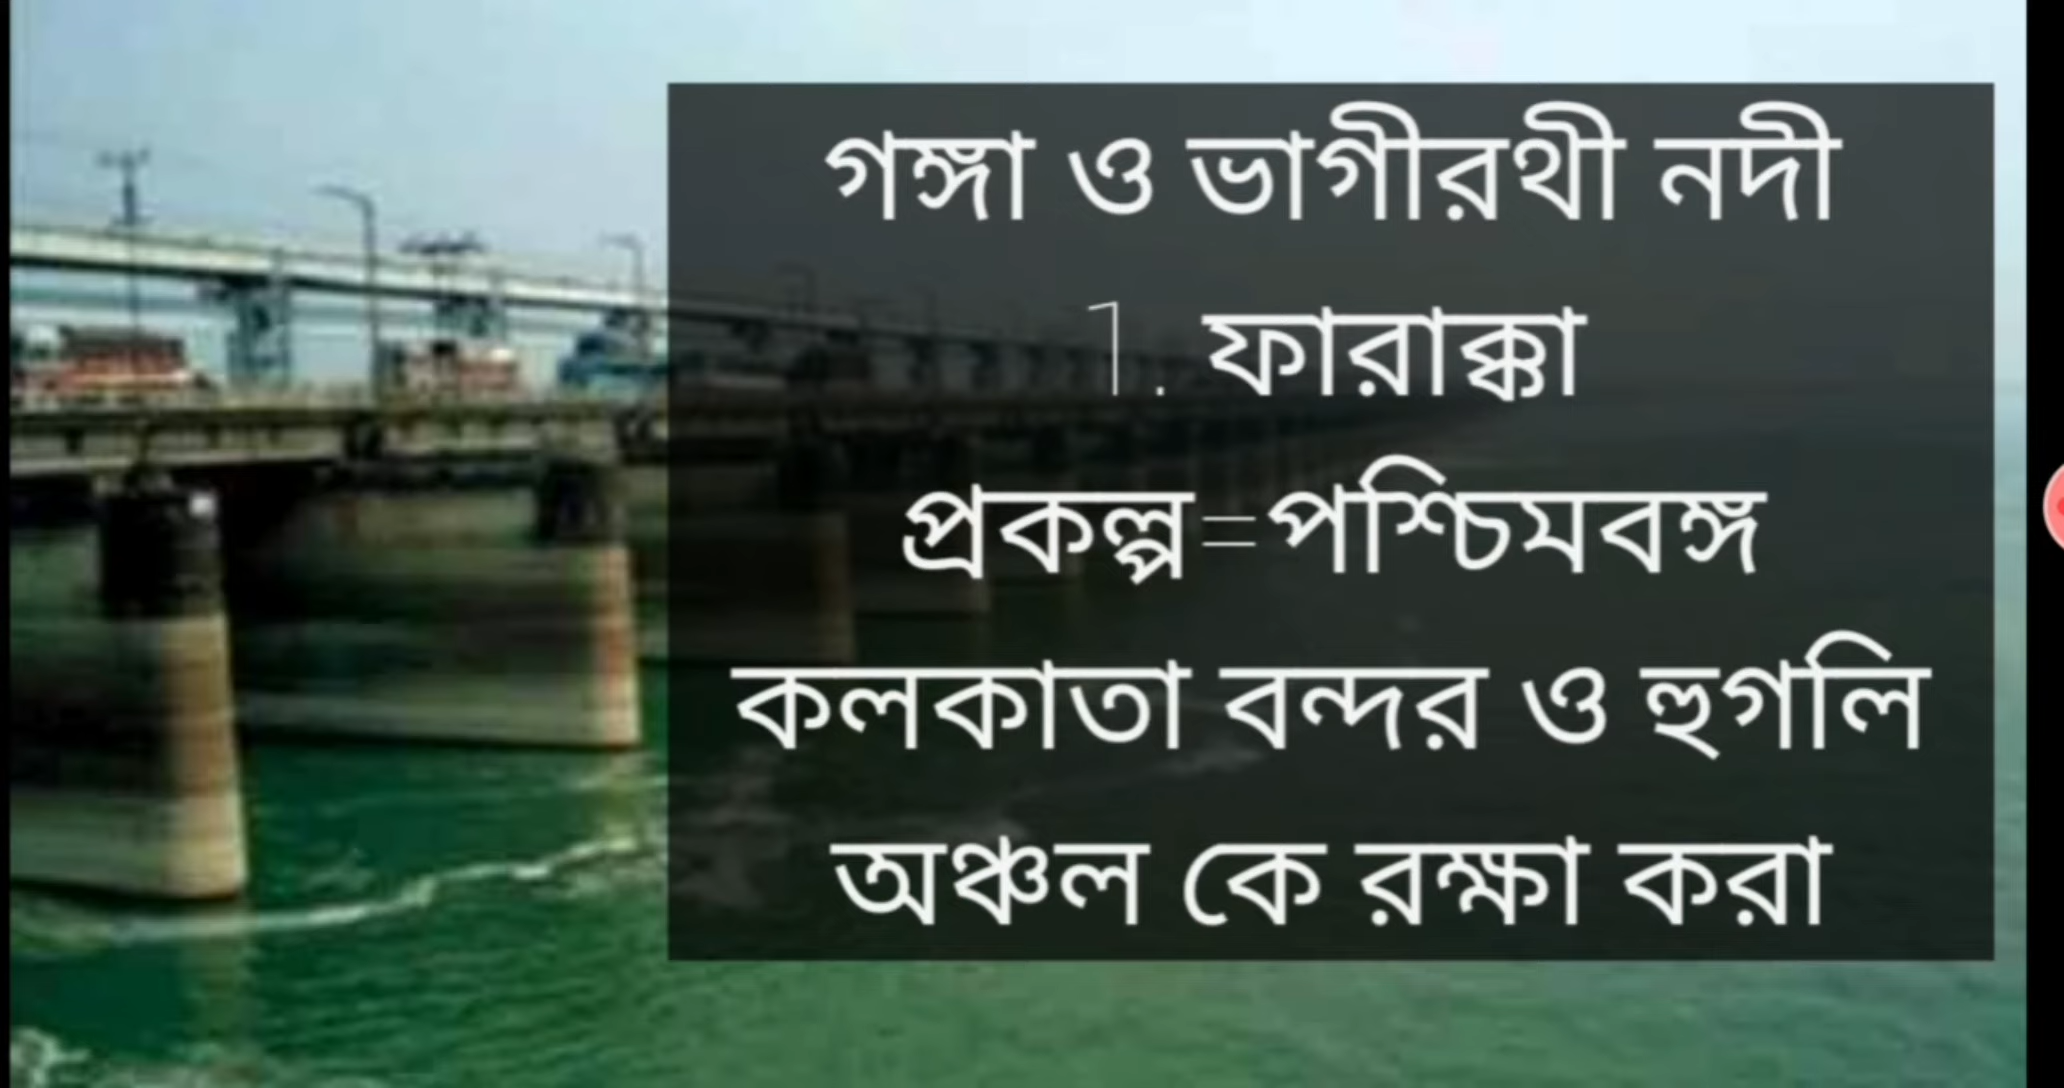 গঙ্গা ও ভাগীরথী নদী
1. ফারাক্কা
প্রকল্প=পশ্চিমবঙ্গ
কলকাতা বন্দর ও হুগলি
অঞ্চল কে রক্ষা করা